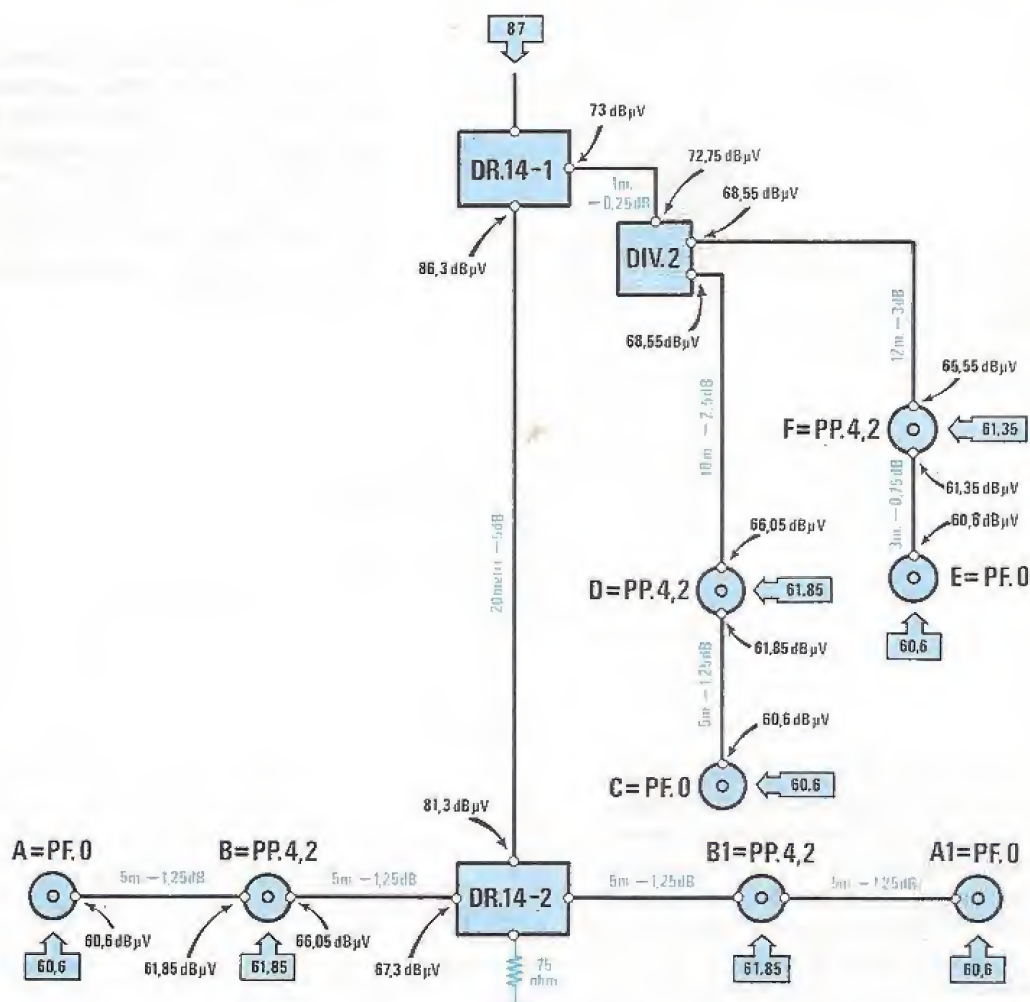 87
73 dBµV
DR.14-1
1m.
-0,25dB
72,75 dBµV
68,55 dBµV
86,3 dBµV
DIV.2
68,55dBµV
12m -3dB
65,55 dBµV
F=PP.4,2
61,35
10m -2,5dB
20metri -5dB
61,35 dBµV
3m. -0,75dB
60,6 dBµV
66,05 dBµV
E=PF.0
D=PP.4,2
61,85
60,6
61,85 dBµV
5m -1,25dB
60,6 dBµV
C=PF.0
60,6
81,3 dBµV
A=PF.0
B=PP.4,2
B1=PP.4,2
A1=PF.0
5m -1,25dB
5m -1,25dB
DR.14-2
5m -1,25dB
5m -1,25dB
60,6 dBµV
61,85 dBµV
66,05 dBµV
67,3 dBµV
60,6
61,85
75
ohm
61,85
60,6